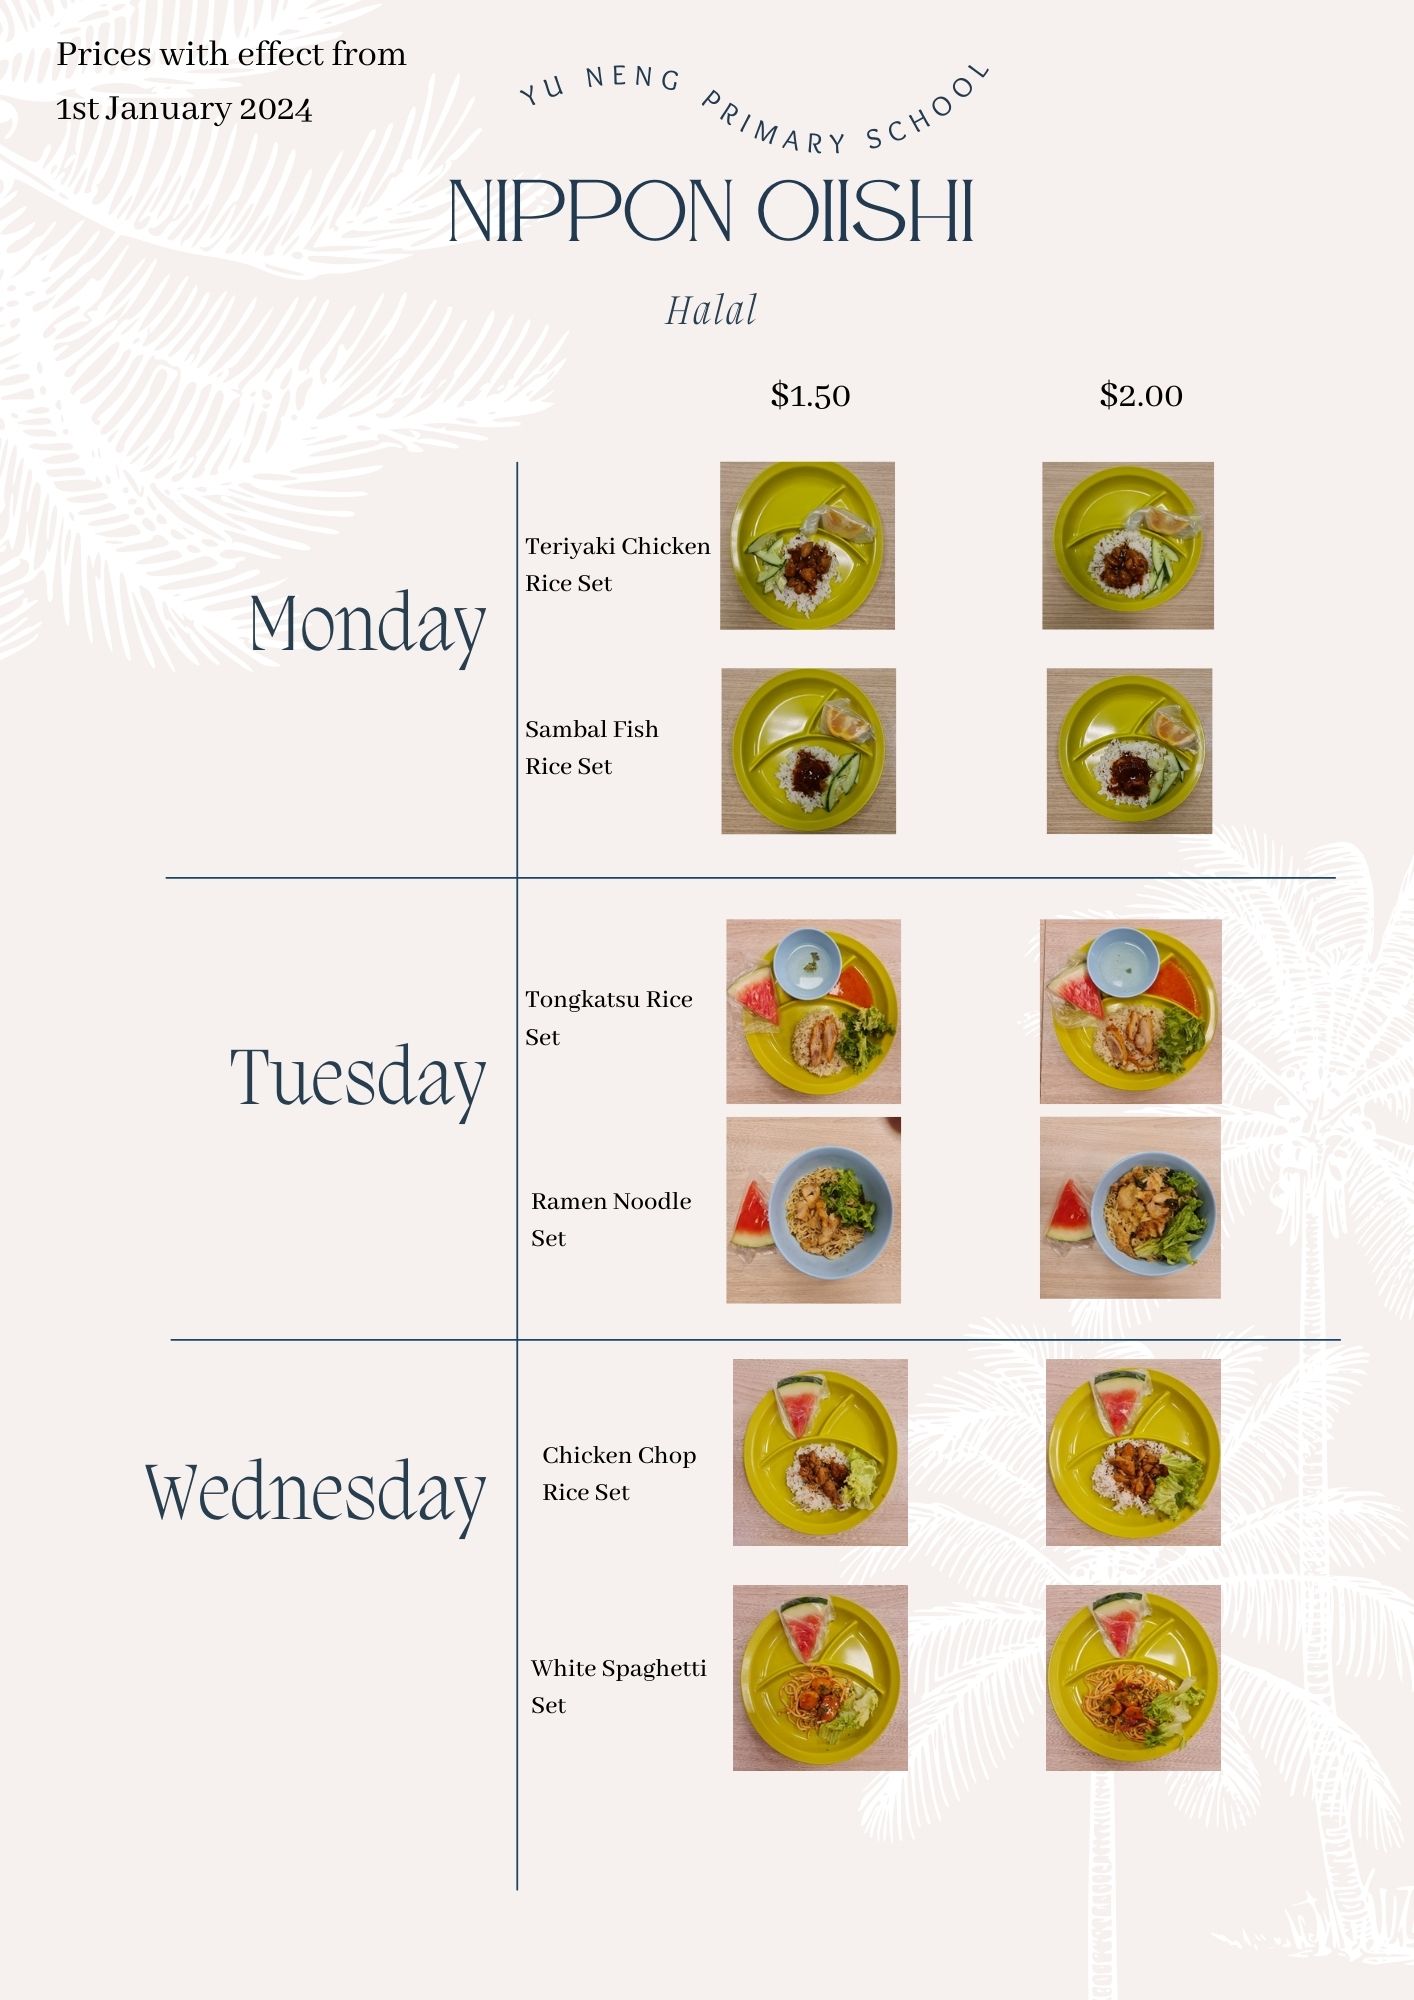 Prices with effect from
1st January 2024
YU NENG PRIMARY SCHOOL
NIPPON OIISHI
Halal
$1.50
$2.00
Monday
Teriyaki Chicken
Rice Set
Sambal Fish
Rice Set
Tuesday
Tongkatsu Rice
Set
Ramen Noodle
Set
Wednesday
Chicken Chop
Rice Set
White Spaghetti
Set